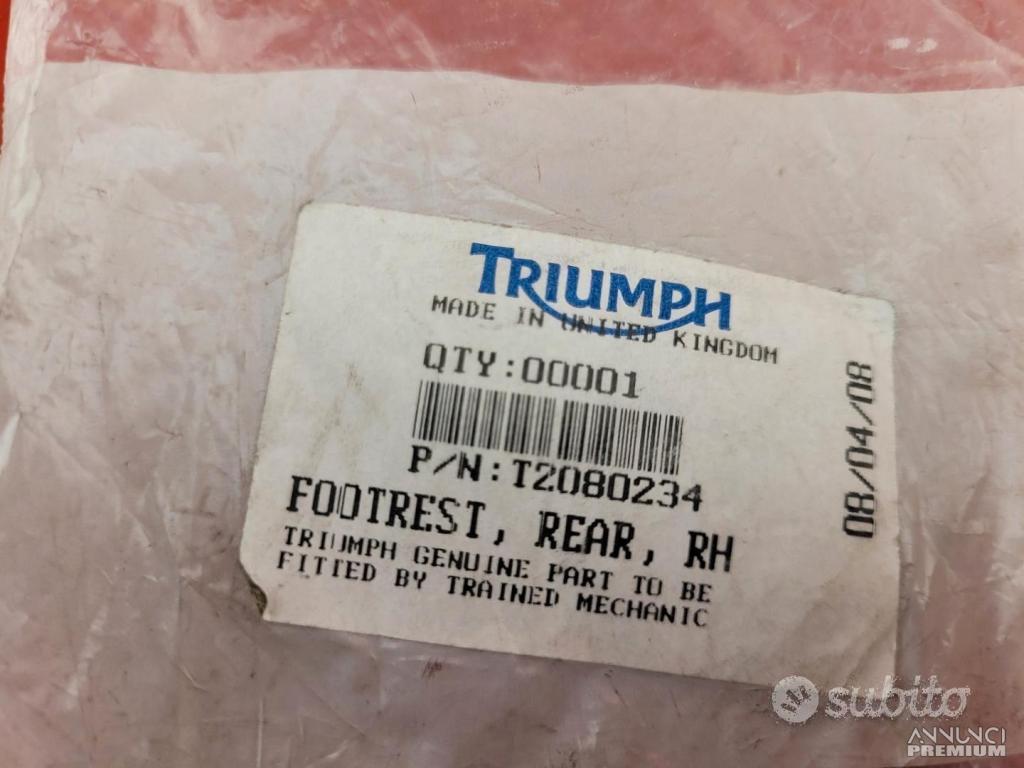 TRIUMPH
MADE IN UNITED KINGDOM
QTY:00001
P/N:T2080234
FOOTREST, REAR, RH
TRIUMPH GENUINE PART TO BE
FITTED BY TRAINED MECHANIC
08/04/08
subito
ANNUNCI
PREMIUM